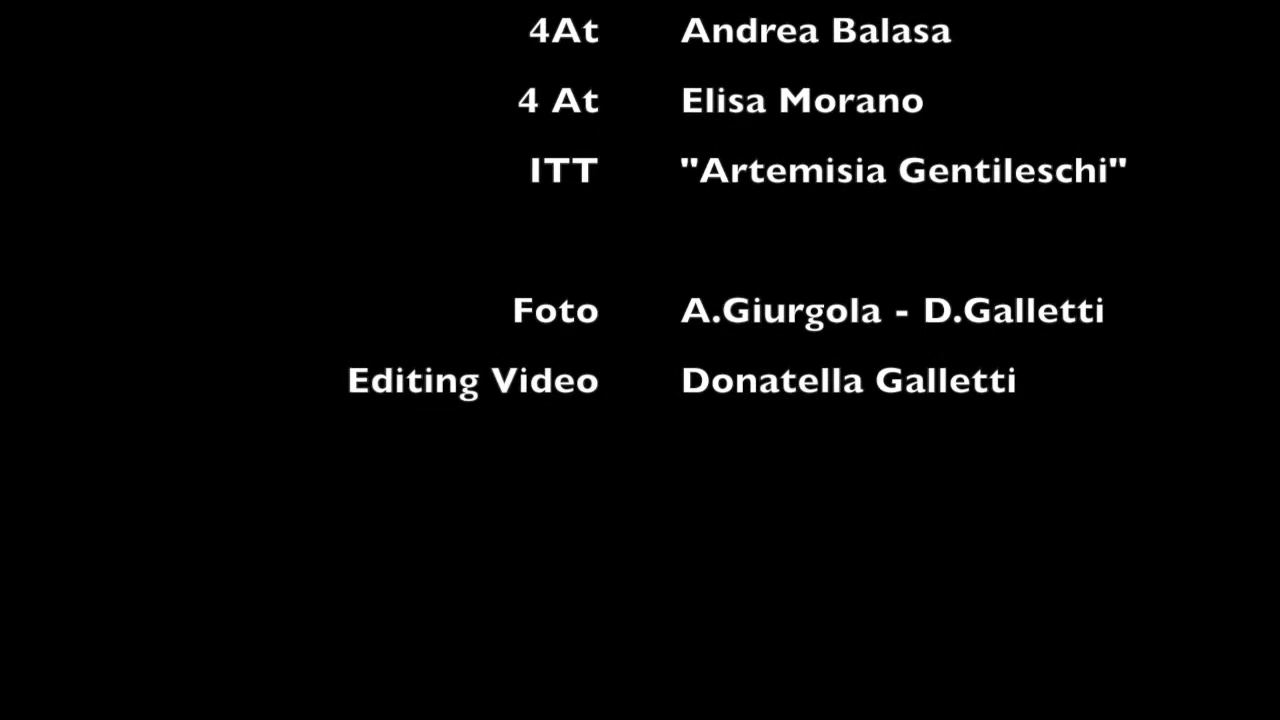 4At Andrea Balasa
4 At Elisa Morano
ITT "Artemisia Gentileschi"
Foto A.Giurgola - D.Galletti
Editing Video Donatella Galletti